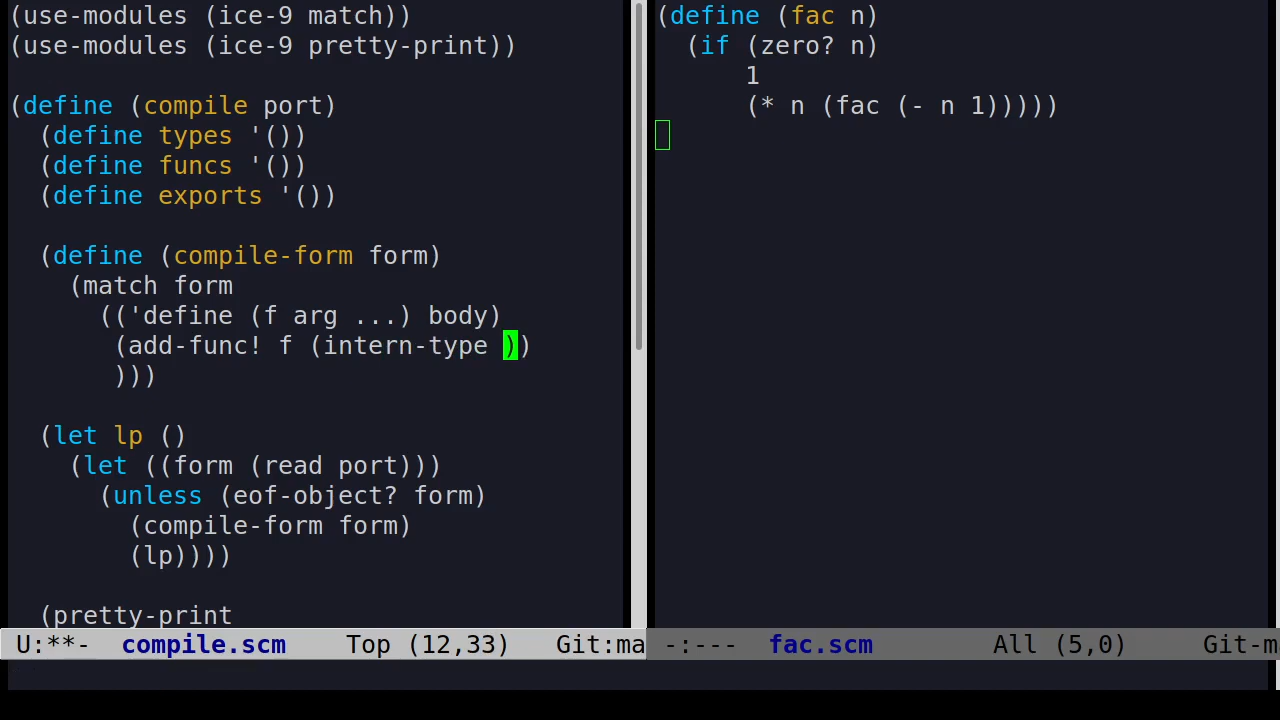 (use-modules (ice-9 match))
(use-modules (ice-9 pretty-print))

(define (compile port)
  (define types '())
  (define funcs '())
  (define exports '())

  (define (compile-form form)
    (match form
      (('define (f arg ...) body)
       (add-func! f (intern-type ))
       )))

  (let lp ()
    (let ((form (read port)))
      (unless (eof-object? form)
        (compile-form form)
        (lp))))

  (pretty-print
U:**-  compile.scm    Top (12,33)   Git:ma
(define (fac n)
  (if (zero? n)
      1
      (* n (fac (- n 1)))))
-:---  fac.scm        All (5,0)     Git-m